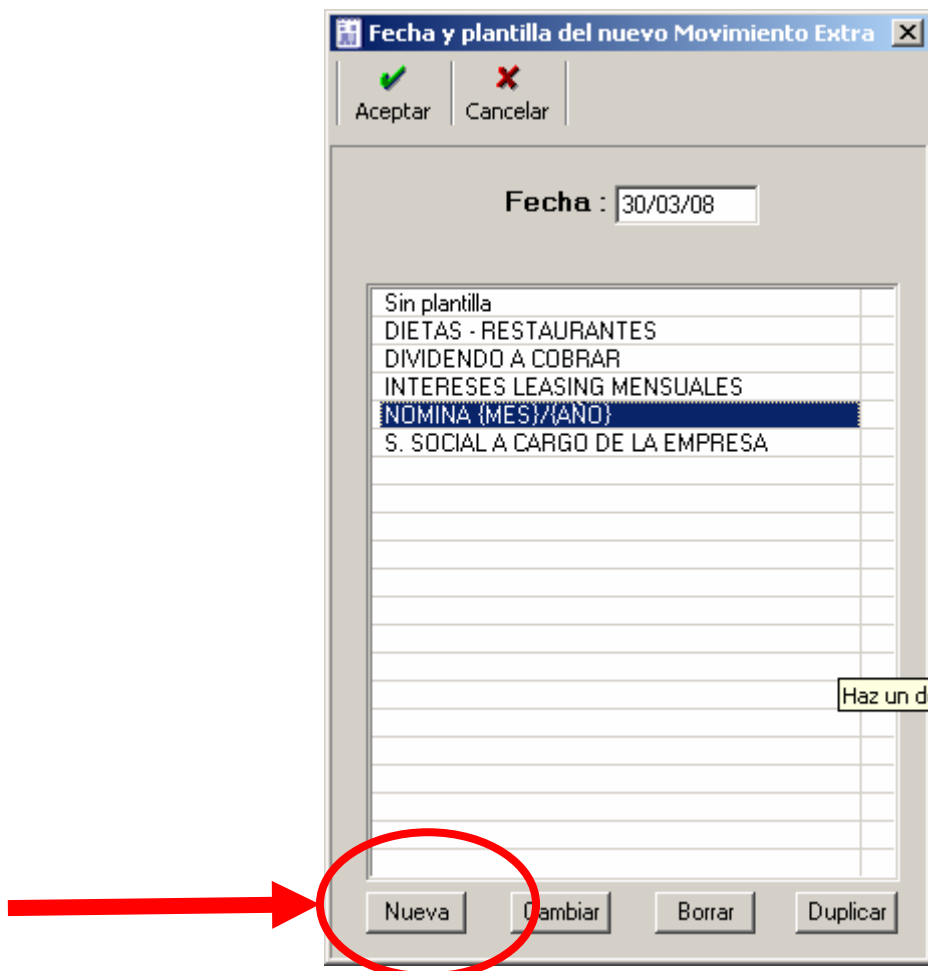 Fecha y plantilla del nuevo Movimiento Extra
Aceptar Cancelar
Fecha : 30/03/08
Sin plantilla
DIETAS - RESTAURANTES
DIVIDENDO A COBRAR
INTERESES LEASING MENSUALES
NOMINA {MES}/{AÑO}
S. SOCIAL A CARGO DE LA EMPRESA
Haz un d
Nueva Cambiar Borrar Duplicar